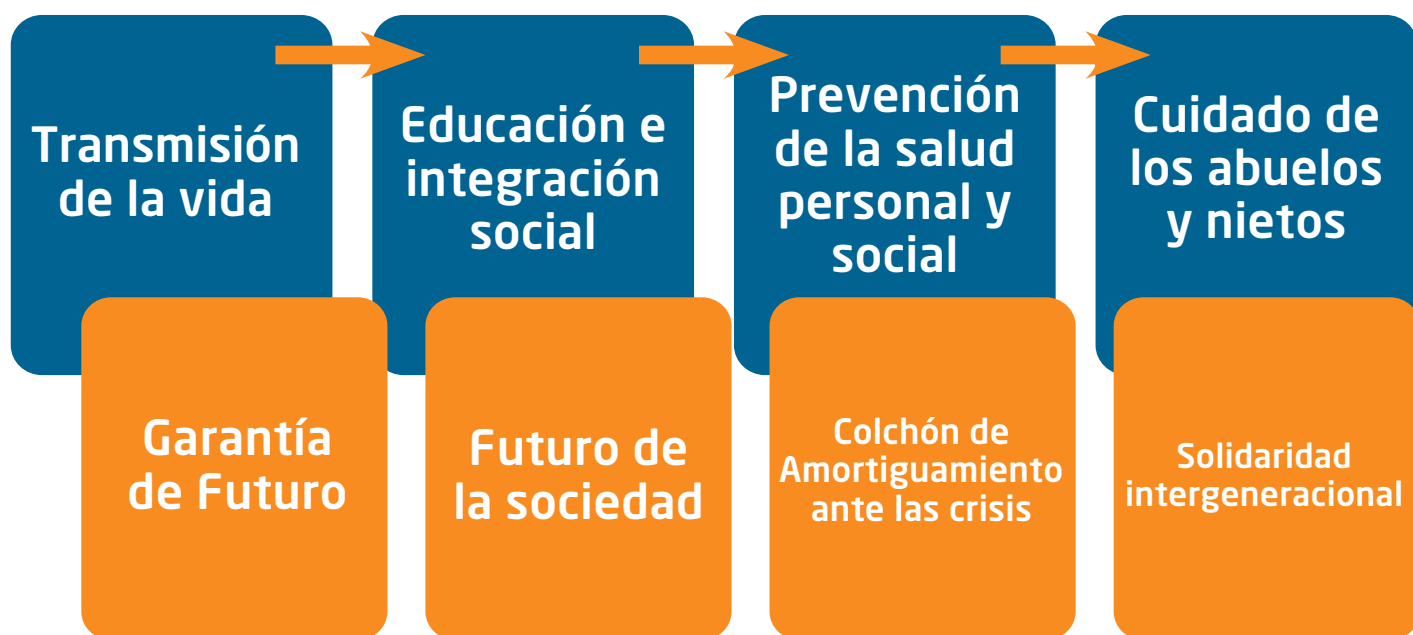 Transmisión
de la vida
Educación e
integración
social
Prevención
de la salud
personal y
social
Cuidado de
los abuelos
y nietos
Garantía
de Futuro
Futuro de
la sociedad
Colchón de
Amortiguamiento
ante las crisis
Solidaridad
intergeneracional